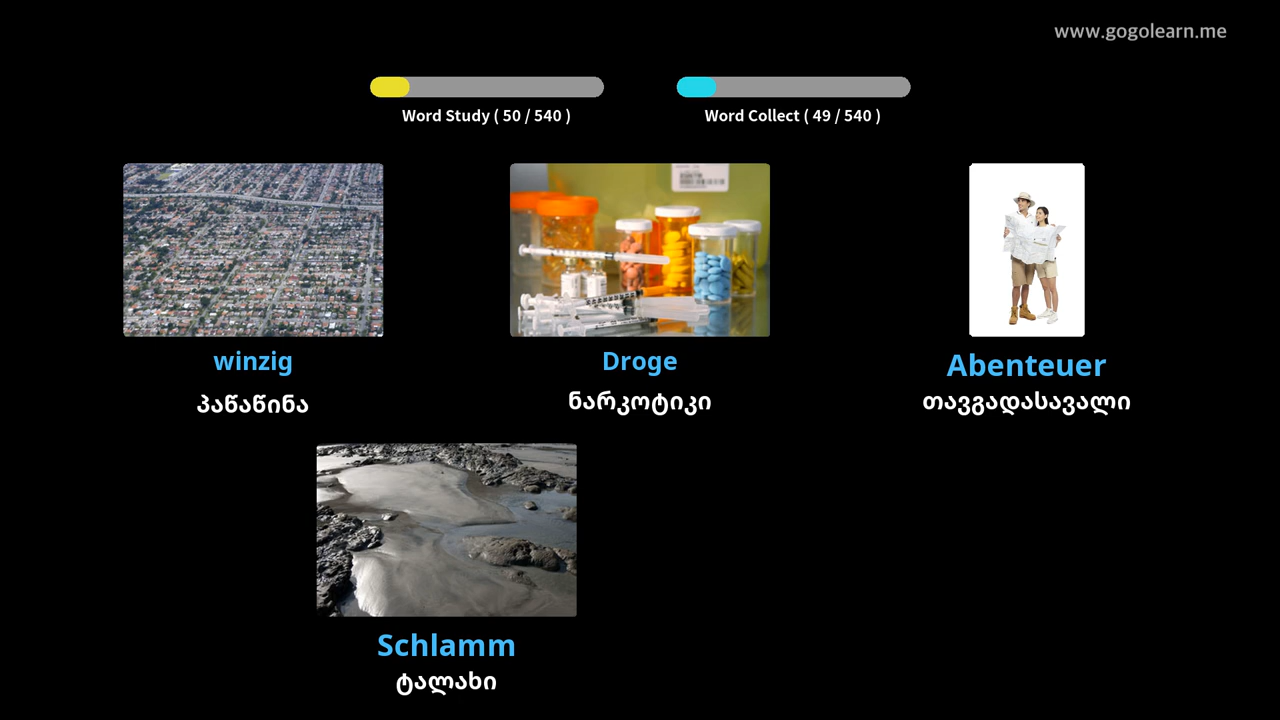 www.gogolearn.me
Word Study ( 50 / 540 )
Word Collect ( 49 / 540 )
winzig
Droge
Abenteuer
პაწაწინა
ნარკოტიკი
თავგადასავალი
Schlamm
ტალახი